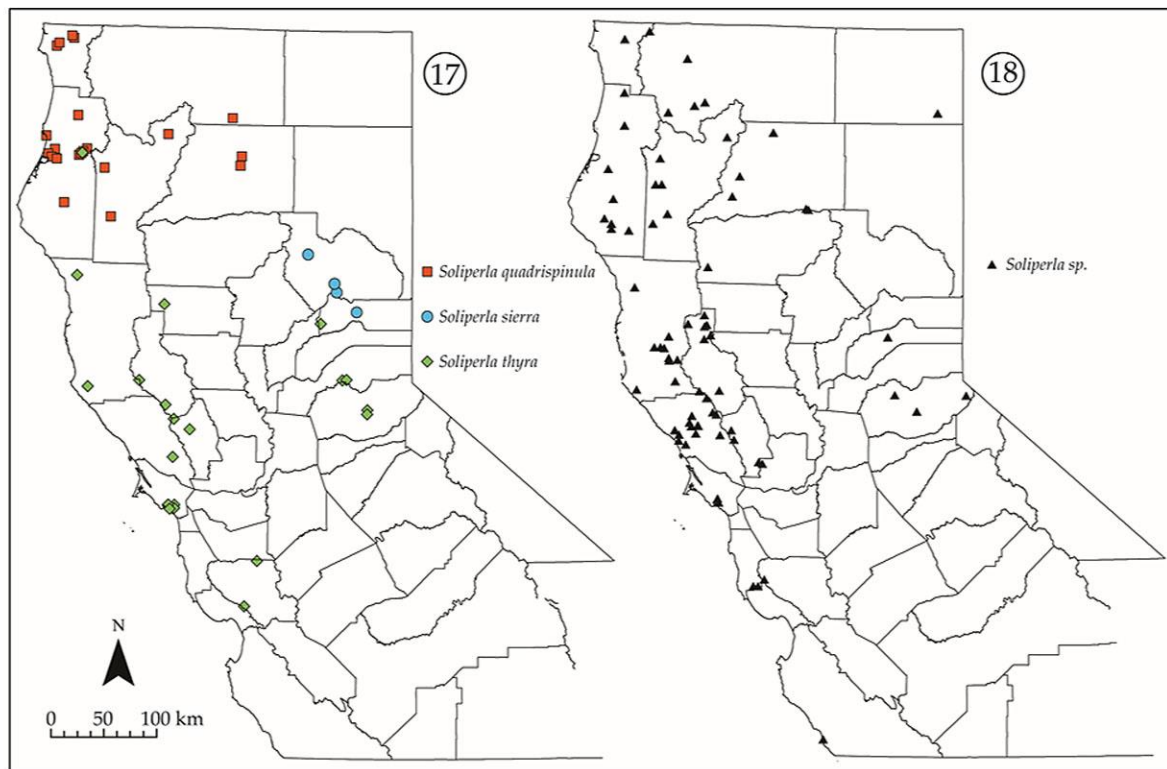 17
18
Soliperla quadrispinula
Soliperla sierra
Soliperla thyra
Soliperla sp.
N
0 50 100 km